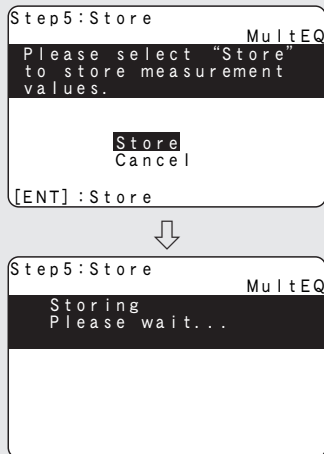 Step5:Store
MultEQ
Please select “Store”
to store measurement
values.
Store
Cancel
[ENT]:Store
Step5:Store
MultEQ
Storing
Please wait...